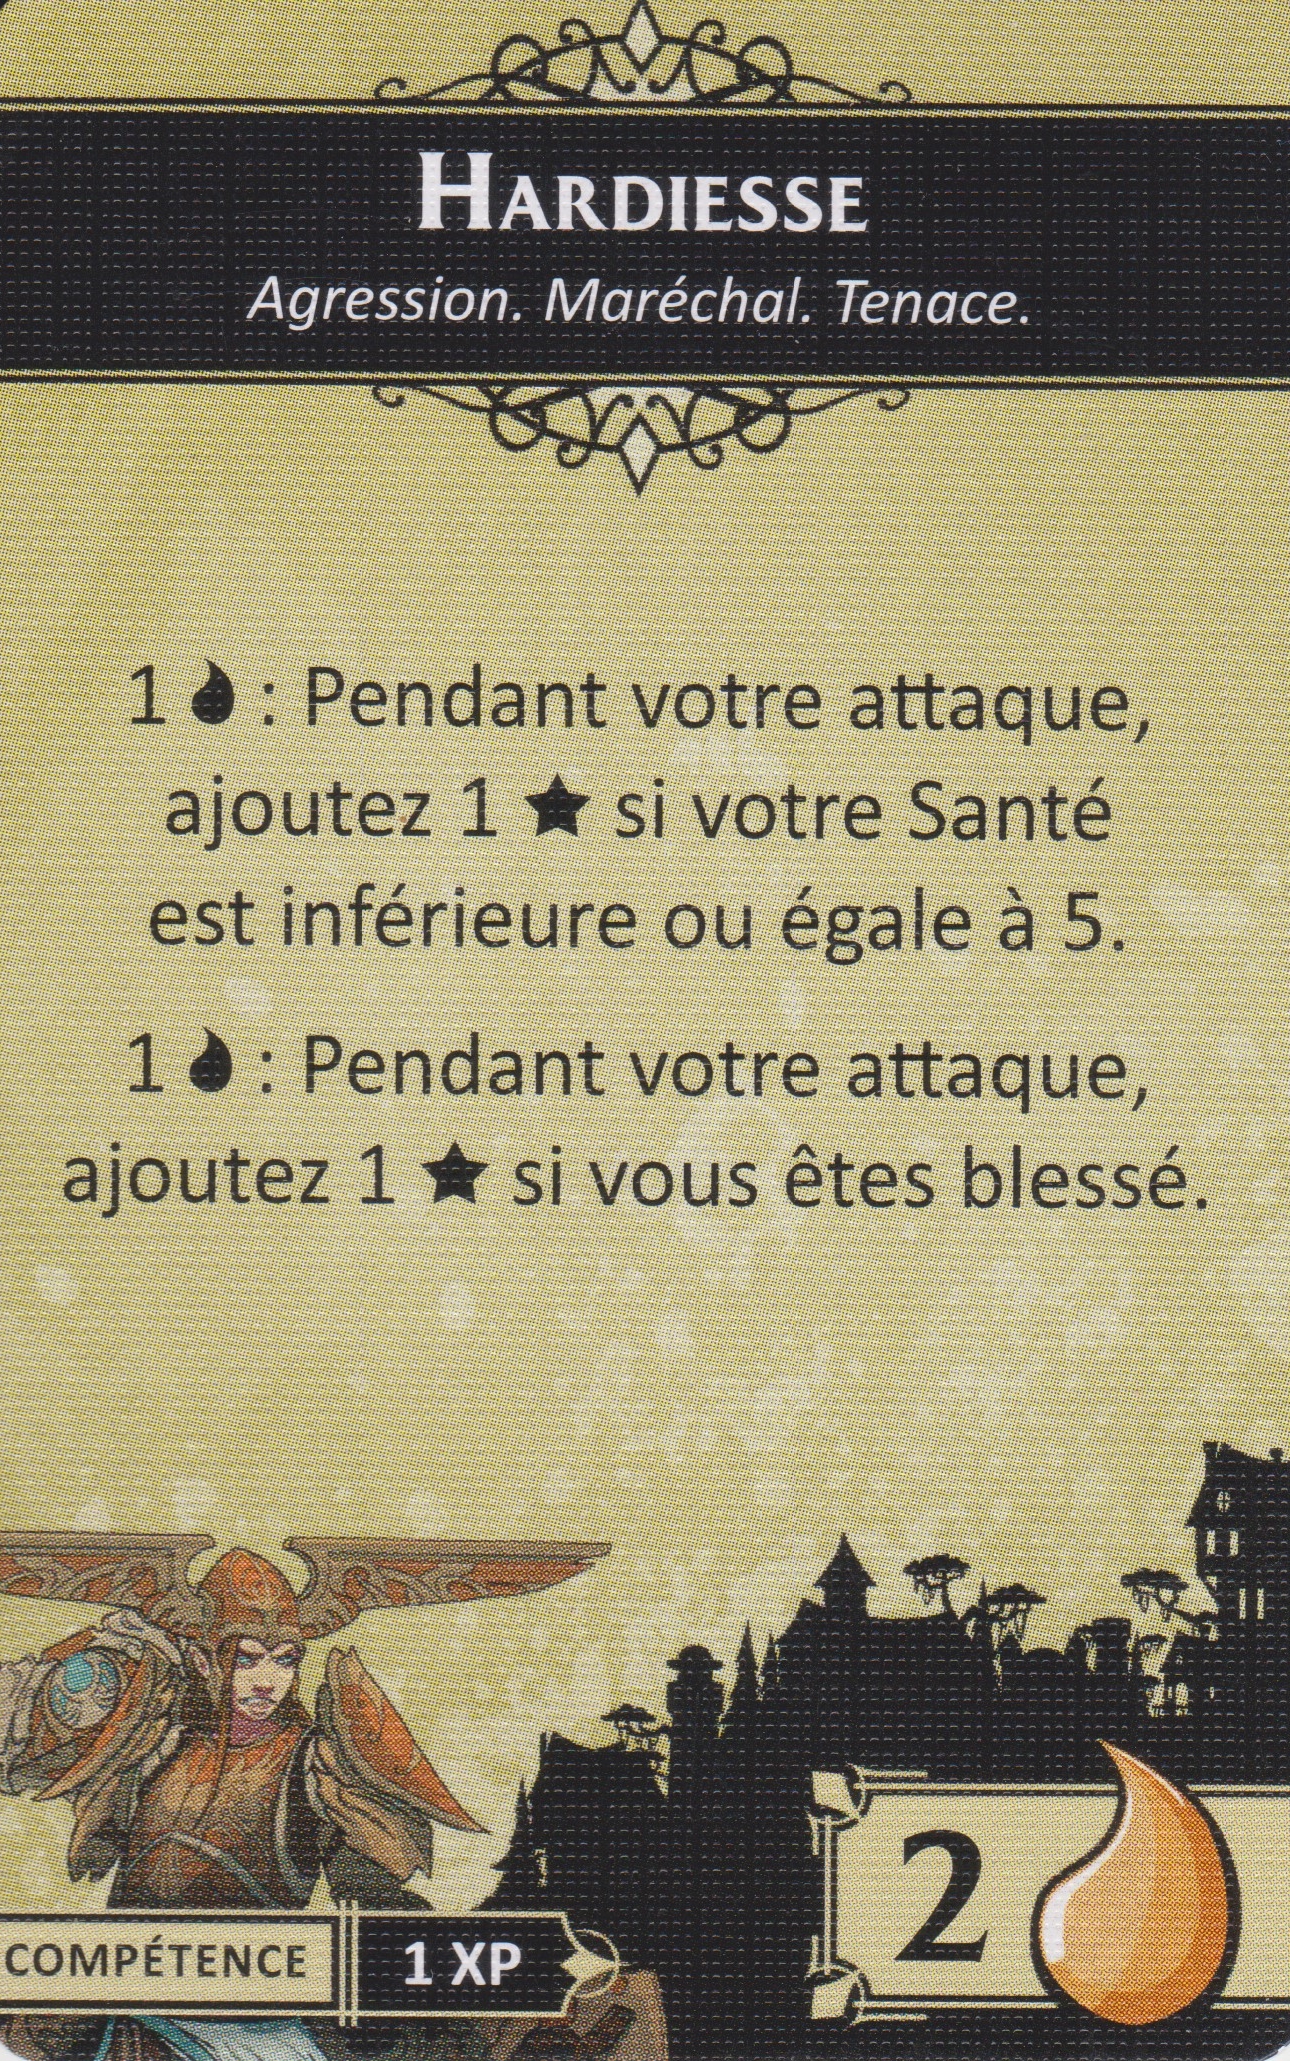 HARDIESSE
Agression. Maréchal. Tenace.
1 : Pendant votre attaque,
ajoutez 1 ★ si votre Santé
est inférieure ou égale à 5.
1 : Pendant votre attaque,
ajoutez 1 ★ si vous êtes blessé.
COMPÉTENCE
1 XP
2